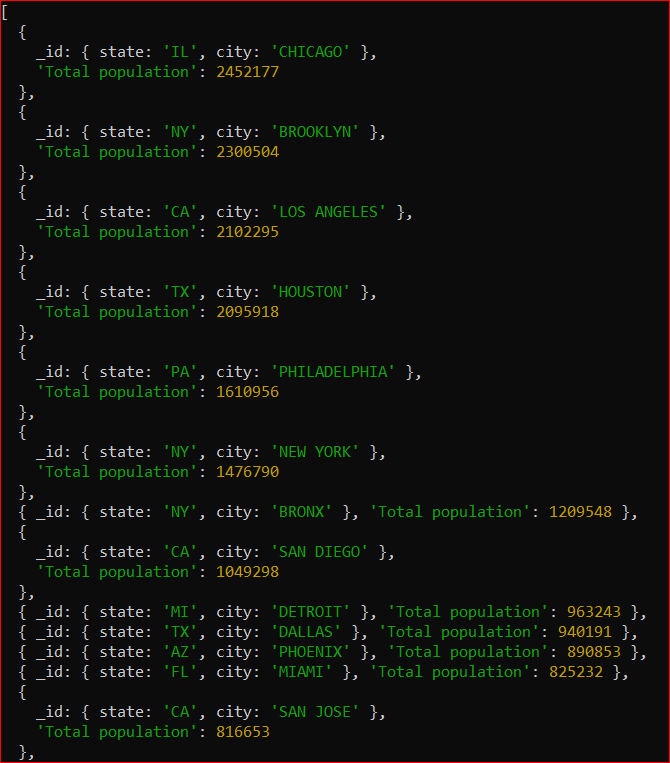 [
  {
    _id: { state: 'IL', city: 'CHICAGO' },
    'Total population': 2452177
  },
  {
    _id: { state: 'NY', city: 'BROOKLYN' },
    'Total population': 2300504
  },
  {
    _id: { state: 'CA', city: 'LOS ANGELES' },
    'Total population': 2102295
  },
  {
    _id: { state: 'TX', city: 'HOUSTON' },
    'Total population': 2095918
  },
  {
    _id: { state: 'PA', city: 'PHILADELPHIA' },
    'Total population': 1610956
  },
  {
    _id: { state: 'NY', city: 'NEW YORK' },
    'Total population': 1476790
  },
  { _id: { state: 'NY', city: 'BRONX' }, 'Total population': 1209548 },
  {
    _id: { state: 'CA', city: 'SAN DIEGO' },
    'Total population': 1049298
  },
  { _id: { state: 'MI', city: 'DETROIT' }, 'Total population': 963243 },
  { _id: { state: 'TX', city: 'DALLAS' }, 'Total population': 940191 },
  { _id: { state: 'AZ', city: 'PHOENIX' }, 'Total population': 890853 },
  { _id: { state: 'FL', city: 'MIAMI' }, 'Total population': 825232 },
  {
    _id: { state: 'CA', city: 'SAN JOSE' },
    'Total population': 816653
  },